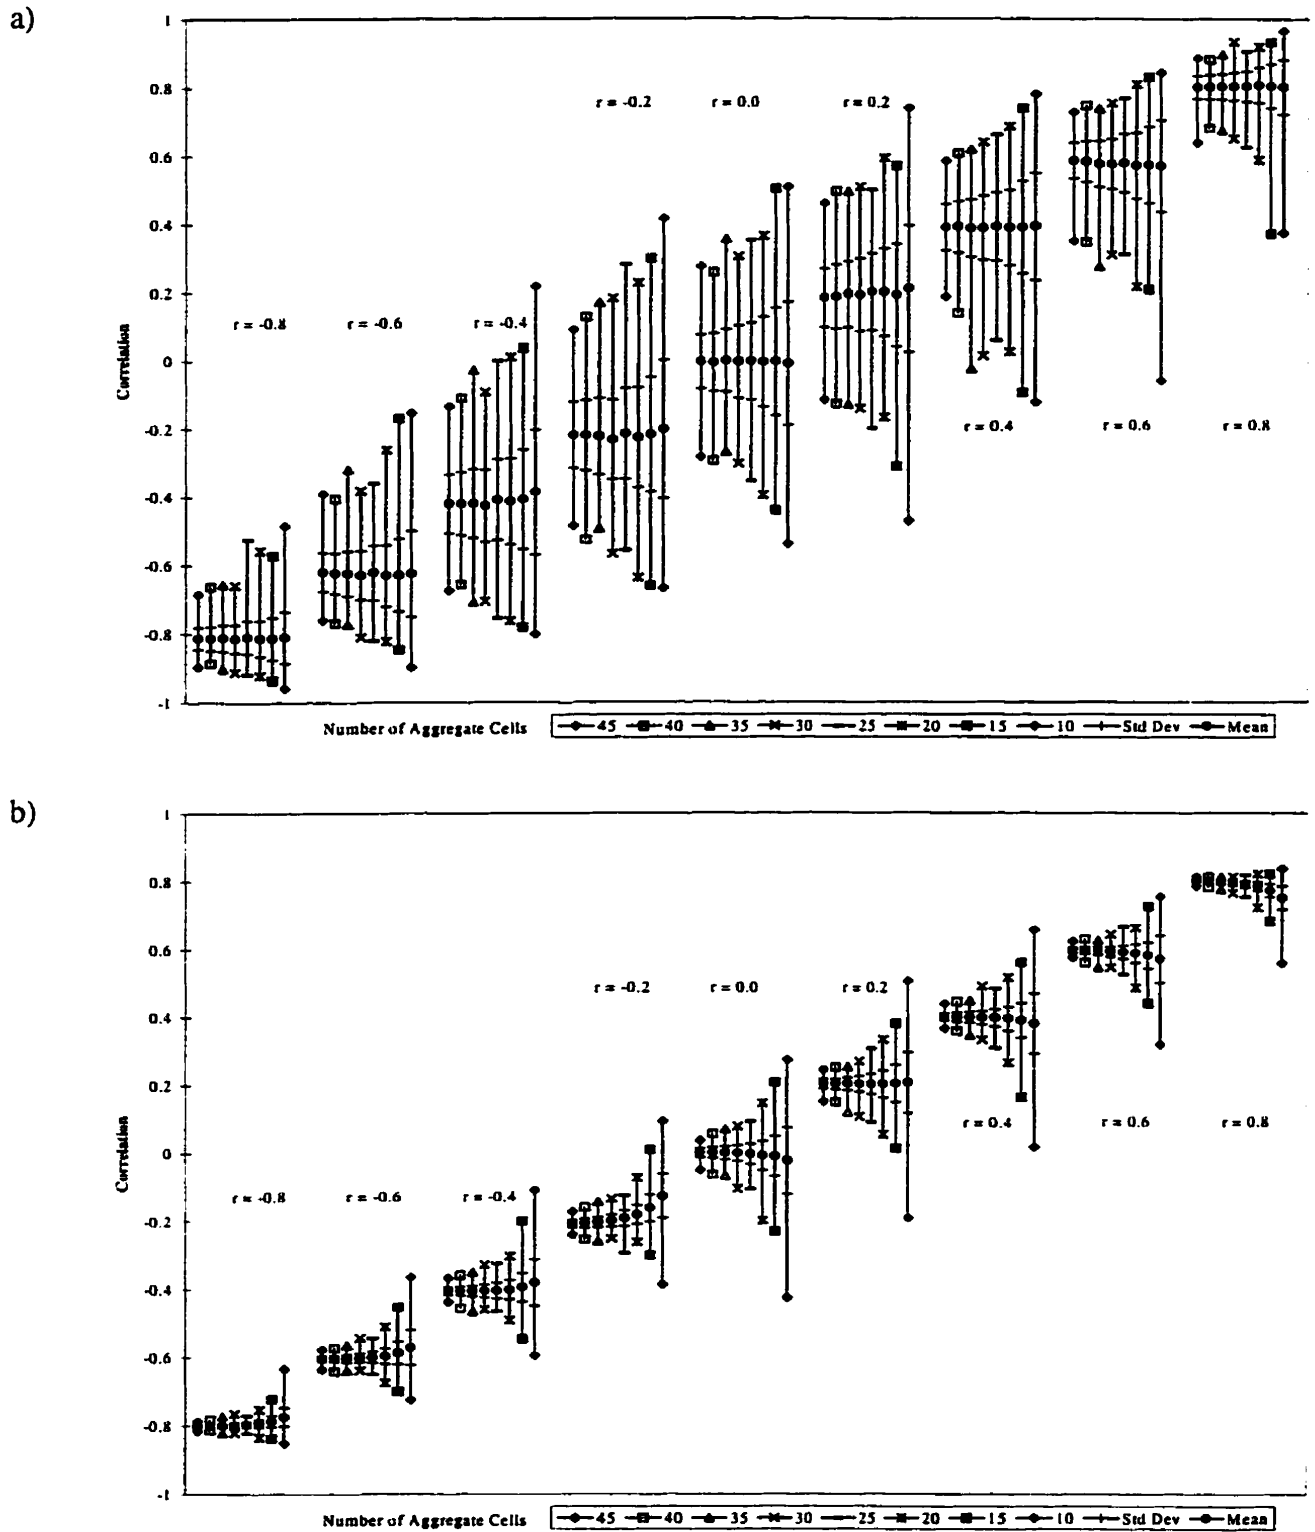 a)
1
0.8
0.6
0.4
0.2
0
-0.2
-0.4
-0.6
-0.8
-1
Correlation
r = -0.8
r = -0.6
r = -0.4
r = -0.2
r = 0.0
r = 0.2
r = 0.4
r = 0.6
r = 0.8
Number of Aggregate Cells 45 40 35 30 25 20 15 10 Std Dev Mean
b)
1
0.8
0.6
0.4
0.2
0
-0.2
-0.4
-0.6
-0.8
-1
Correlation
r = -0.8
r = -0.6
r = -0.4
r = -0.2
r = 0.0
r = 0.2
r = 0.4
r = 0.6
r = 0.8
Number of Aggregate Cells 45 40 35 30 25 20 15 10 Std Dev Mean